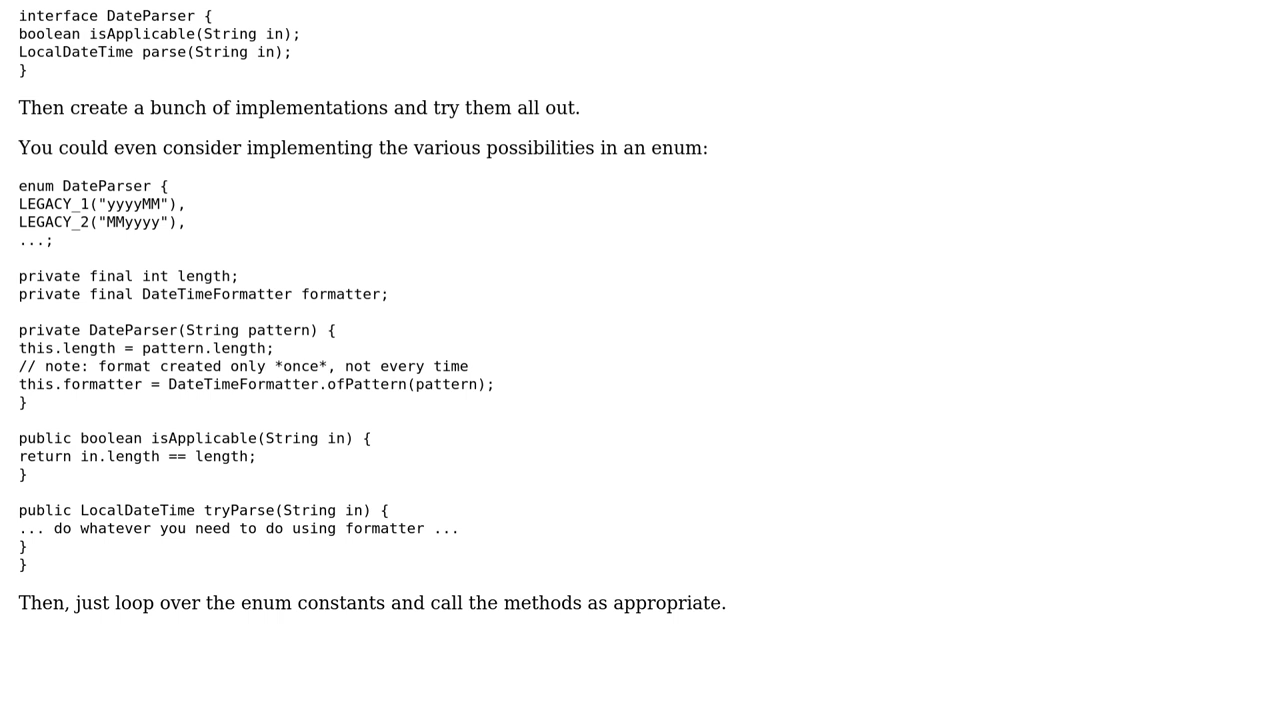 interface DateParser {
boolean isApplicable(String in);
LocalDateTime parse(String in);
}
Then create a bunch of implementations and try them all out.
You could even consider implementing the various possibilities in an enum:
enum DateParser {
LEGACY_1("yyyyMM"),
LEGACY_2("MMyyyy"),
...;
private final int length;
private final DateTimeFormatter formatter;
private DateParser(String pattern) {
this.length = pattern.length;
// note: format created only *once*, not every time
this.formatter = DateTimeFormatter.ofPattern(pattern);
}
public boolean isApplicable(String in) {
return in.length == length;
}
public LocalDateTime tryParse(String in) {
... do whatever you need to do using formatter ...
}
}
Then, just loop over the enum constants and call the methods as appropriate.